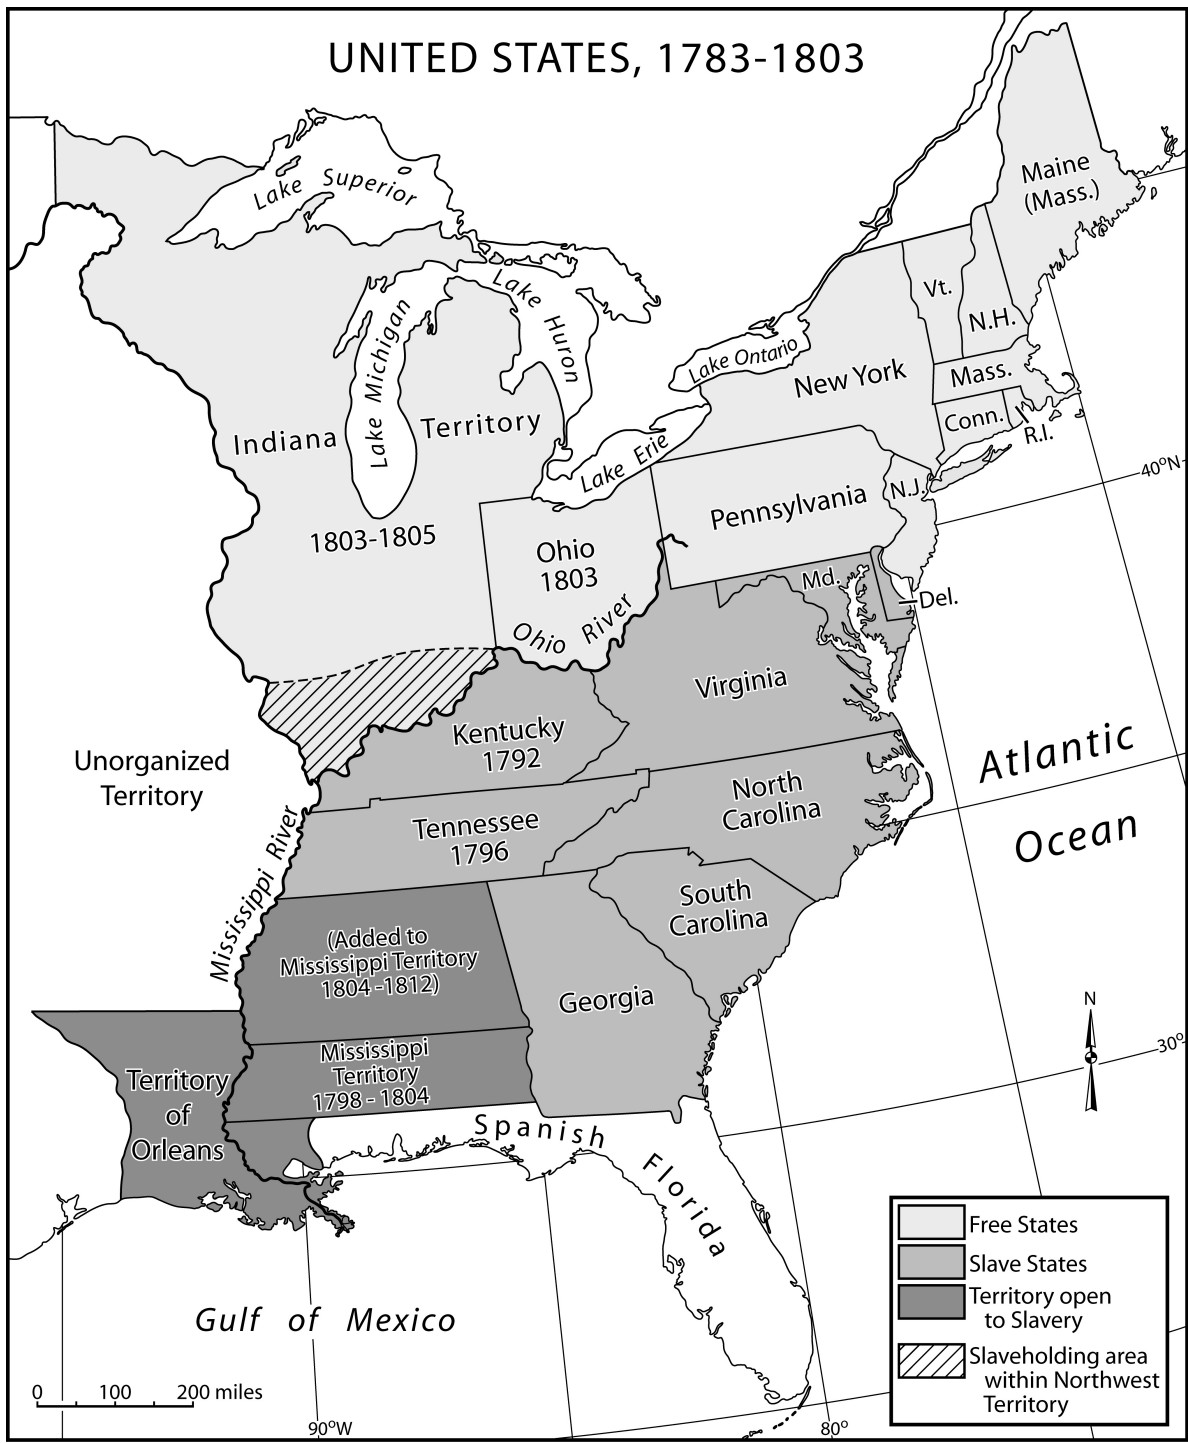 UNITED STATES, 1783-1803
Maine
(Mass.)
Lake Superior
Lake Huron
Lake Michigan
Vt.
N.H.
Lake Ontario
New York
Mass.
Conn.
R.I.
Indiana Territory
1803-1805
Lake Erie
40°N
N.J.
Pennsylvania
Ohio
1803
Md.
Del.
Ohio River
Virginia
Kentucky
1792
Unorganized
Territory
Atlantic
Ocean
North
Carolina
Tennessee
1796
Mississippi River
South
Carolina
(Added to
Mississippi Territory
1804 -1812)
Georgia
N
30°
Mississippi
Territory
1798 - 1804
Territory
of
Orleans
Spanish
Florida
Free States
Slave States
Territory open
to Slavery
Slaveholding area
within Northwest
Territory
Gulf of Mexico
0 100 200 miles
90°W
80°